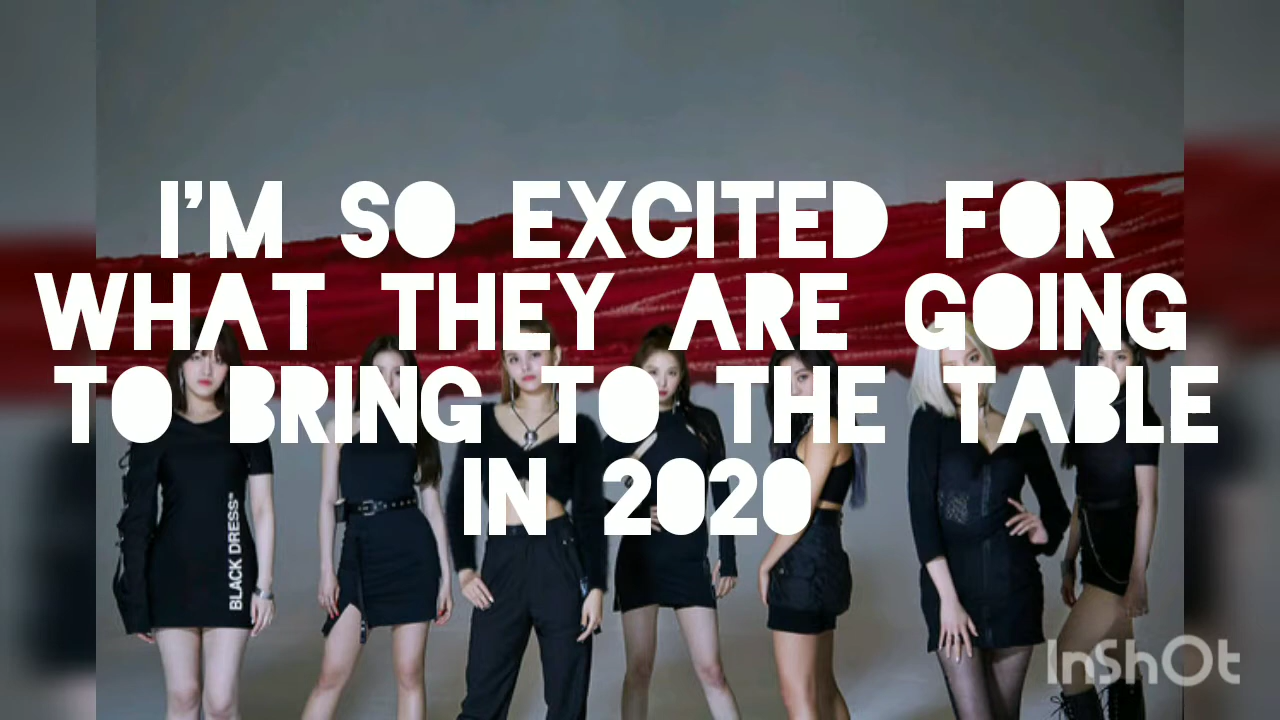 I'M SO EXCITED FOR
WHAT THEY ARE GOING
TO BRING TO THE TABLE
IN 2020
BLACK DRESS"
InShOt